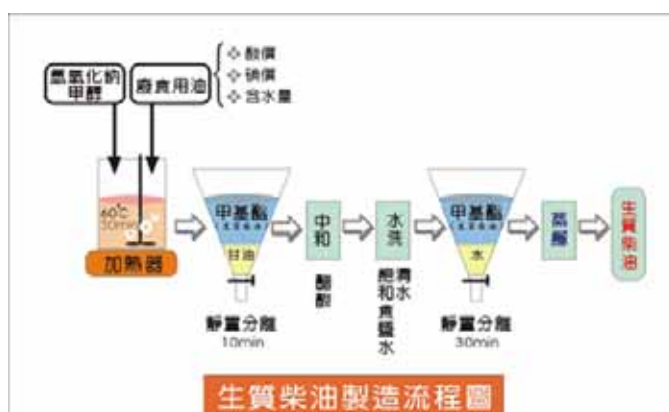 氫氧化鈉
甲醇
廢食用油
❖ 酸價
❖ 碘價
❖ 含水量
60℃
30min
加熱器
甲基酯
甘油
靜置分離
10min
中和
醋酸
水洗
清水
飽和食鹽水
甲基酯
水
靜置分離
30min
蒸餾
生質柴油
生質柴油製造流程圖